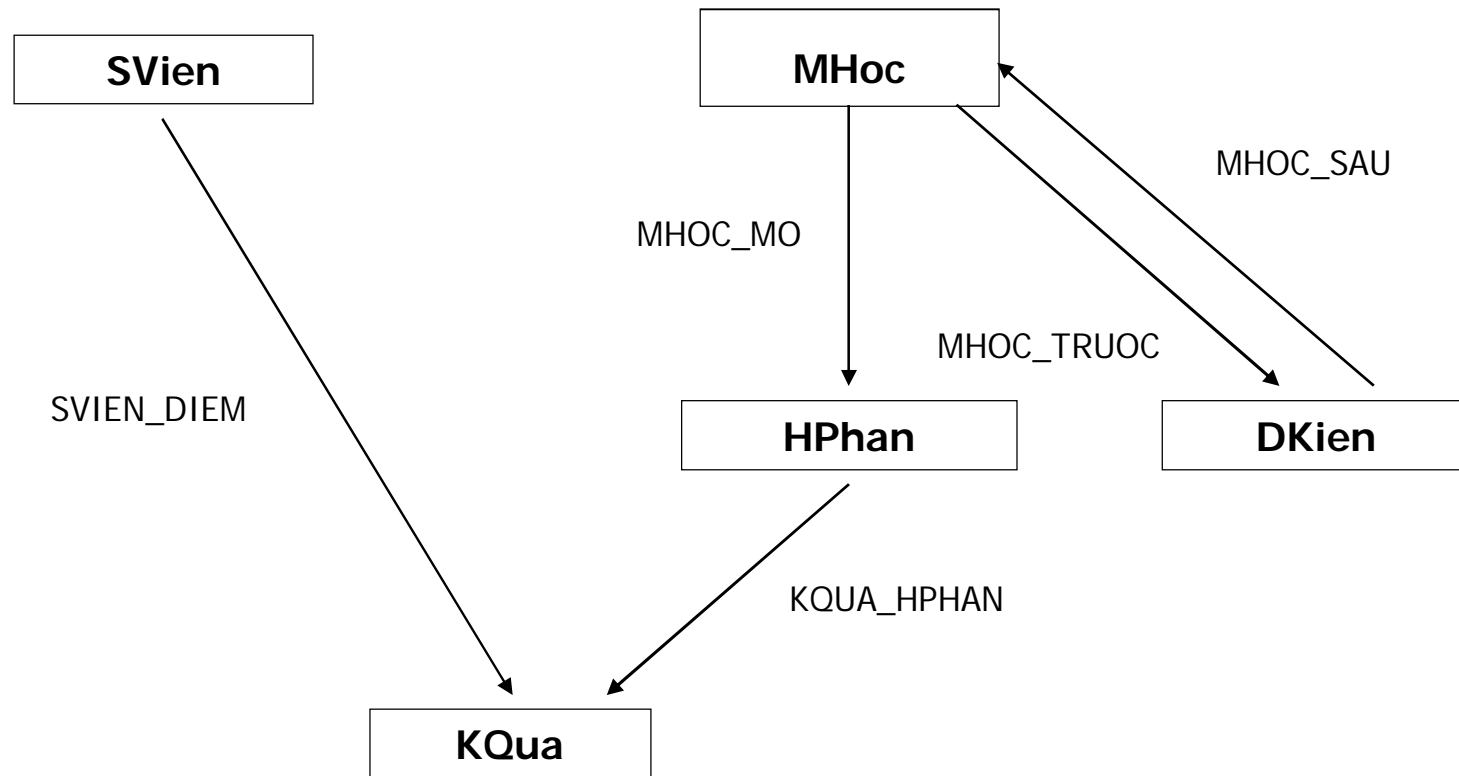 SVien
MHoc
MHOC_SAU
MHOC_MO
MHOC_TRUOC
SVIEN_DIEM
HPhan
DKien
KQUA_HPHAN
KQua